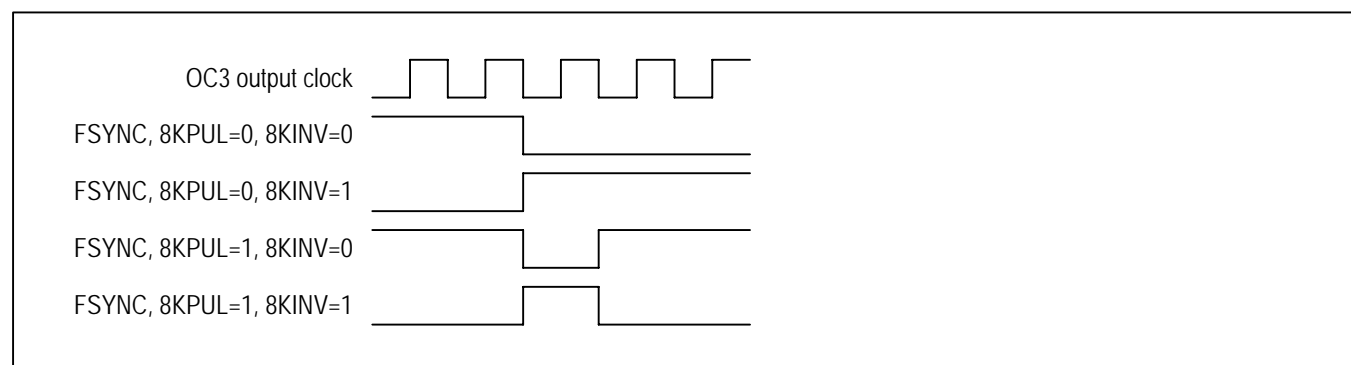 OC3 output clock
FSYNC, 8KPUL=0, 8KINV=0
FSYNC, 8KPUL=0, 8KINV=1
FSYNC, 8KPUL=1, 8KINV=0
FSYNC, 8KPUL=1, 8KINV=1